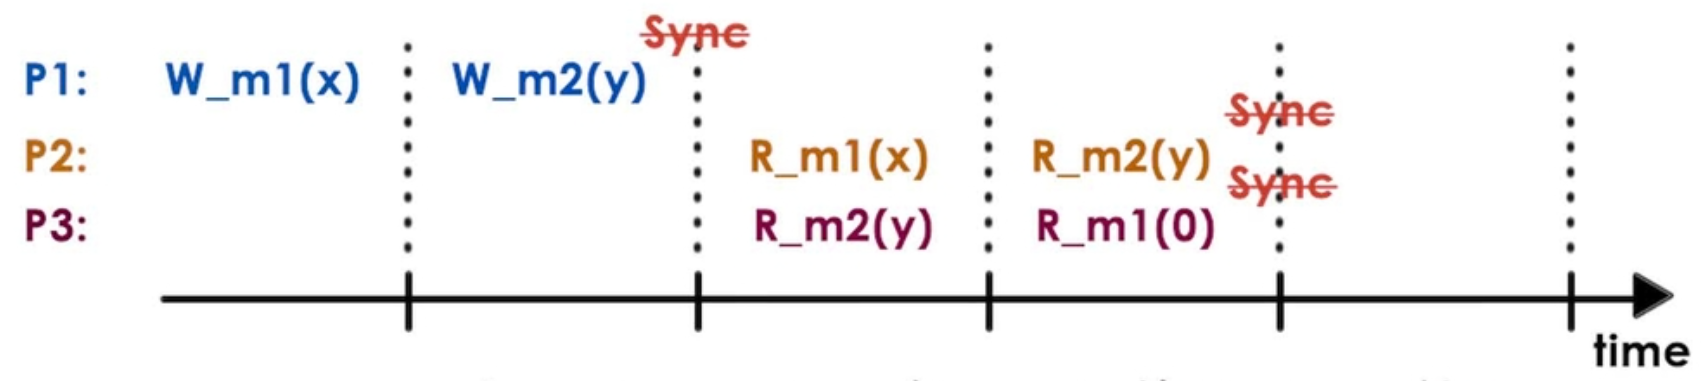 Sync
P1: W_m1(x) W_m2(y)
Sync
P2: R_m1(x) R_m2(y)
Sync
P3: R_m2(y) R_m1(0)
time